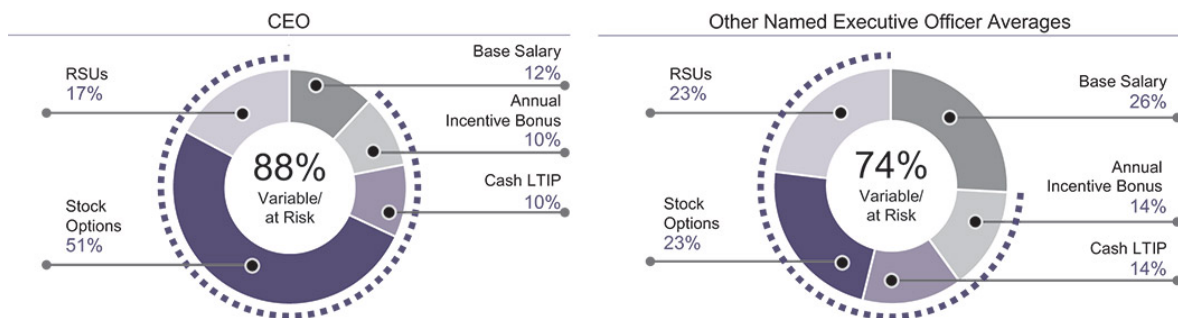 CEO
RSUs
17%
Base Salary
12%
Annual
Incentive Bonus
10%
Cash LTIP
10%
Stock
Options
51%
88%
Variable/
at Risk
Other Named Executive Officer Averages
RSUs
23%
Base Salary
26%
Annual
Incentive Bonus
14%
Cash LTIP
14%
Stock
Options
23%
74%
Variable/
at Risk